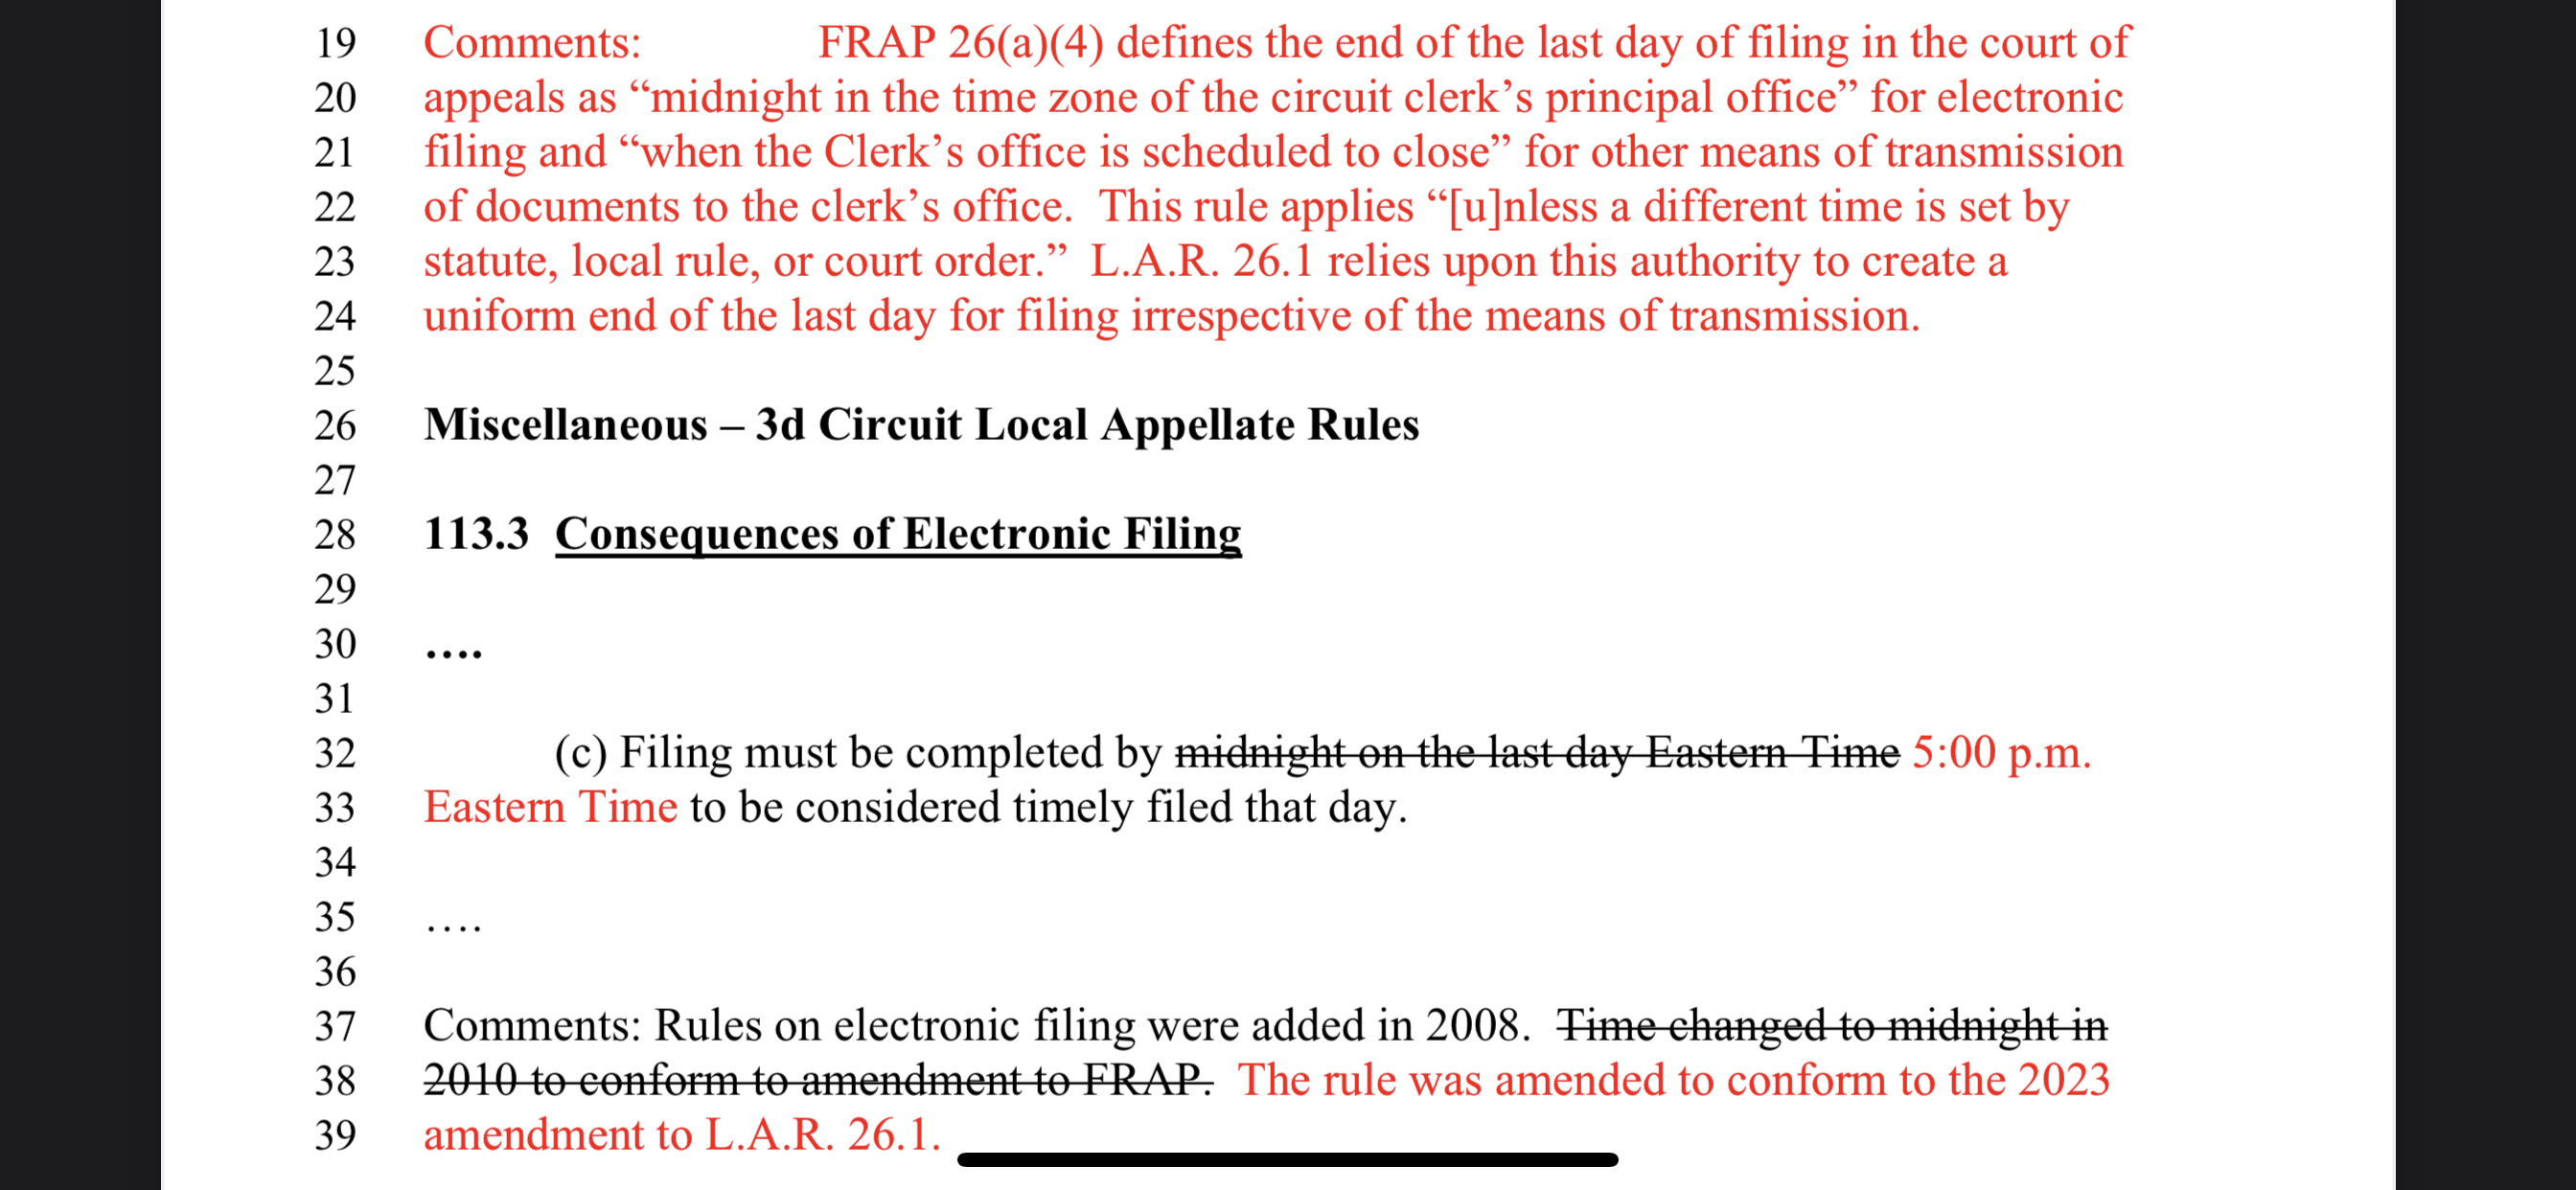 19 Comments: FRAP 26(a)(4) defines the end of the last day of filing in the court of
20 appeals as “midnight in the time zone of the circuit clerk’s principal office” for electronic
21 filing and “when the Clerk’s office is scheduled to close” for other means of transmission
22 of documents to the clerk’s office.  This rule applies “[u]nless a different time is set by
23 statute, local rule, or court order.”  L.A.R. 26.1 relies upon this authority to create a
24 uniform end of the last day for filing irrespective of the means of transmission.
25
26 Miscellaneous – 3d Circuit Local Appellate Rules
27
28 113.3  Consequences of Electronic Filing
29
30 ....
31
32 (c) Filing must be completed by midnight on the last day Eastern Time 5:00 p.m.
33 Eastern Time to be considered timely filed that day.
34
35 ....
36
37 Comments: Rules on electronic filing were added in 2008.  Time changed to midnight in
38 2010 to conform to amendment to FRAP.  The rule was amended to conform to the 2023
39 amendment to L.A.R. 26.1.